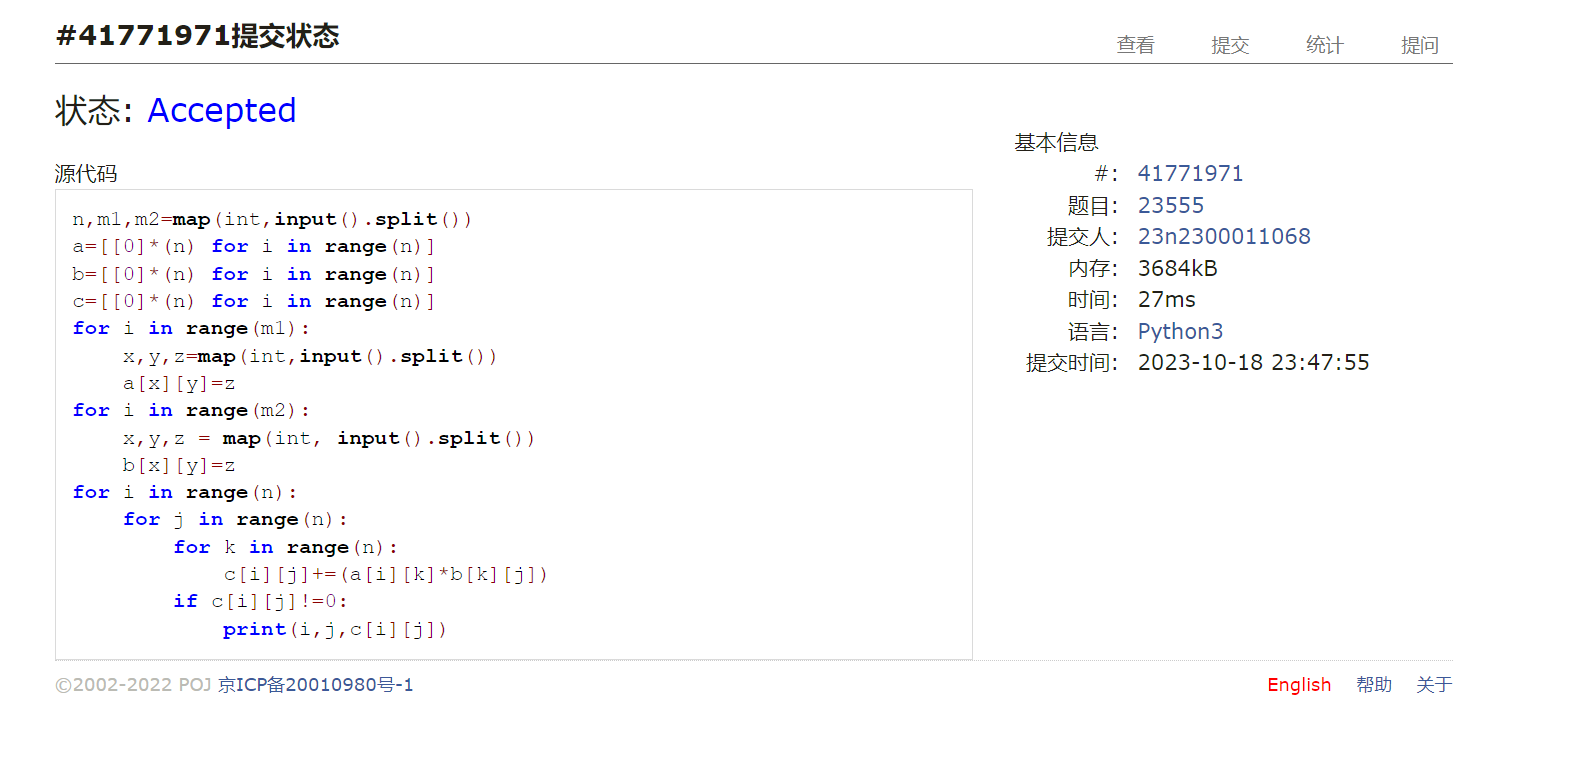 #41771971提交状态
查看 提交 统计 提问
状态: Accepted
源代码
n,m1,m2=map(int,input().split())
a=[[0]*(n) for i in range(n)]
b=[[0]*(n) for i in range(n)]
c=[[0]*(n) for i in range(n)]
for i in range(m1):
    x,y,z=map(int,input().split())
    a[x][y]=z
for i in range(m2):
    x,y,z = map(int, input().split())
    b[x][y]=z
for i in range(n):
    for j in range(n):
        for k in range(n):
            c[i][j]+=(a[i][k]*b[k][j])
        if c[i][j]!=0:
            print(i,j,c[i][j])
基本信息
#: 41771971
题目: 23555
提交人: 23n2300011068
内存: 3684kB
时间: 27ms
语言: Python3
提交时间: 2023-10-18 23:47:55
©2002-2022 POJ 京ICP备20010980号-1
English 帮助 关于